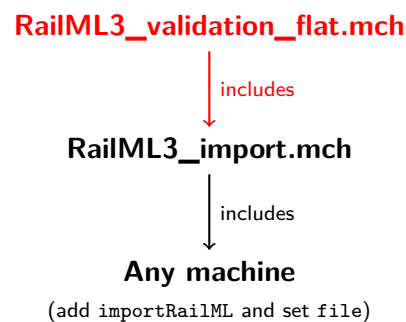 RailML3_validation_flat.mch
includes
RailML3_import.mch
includes
Any machine
(add importRailML and set file)